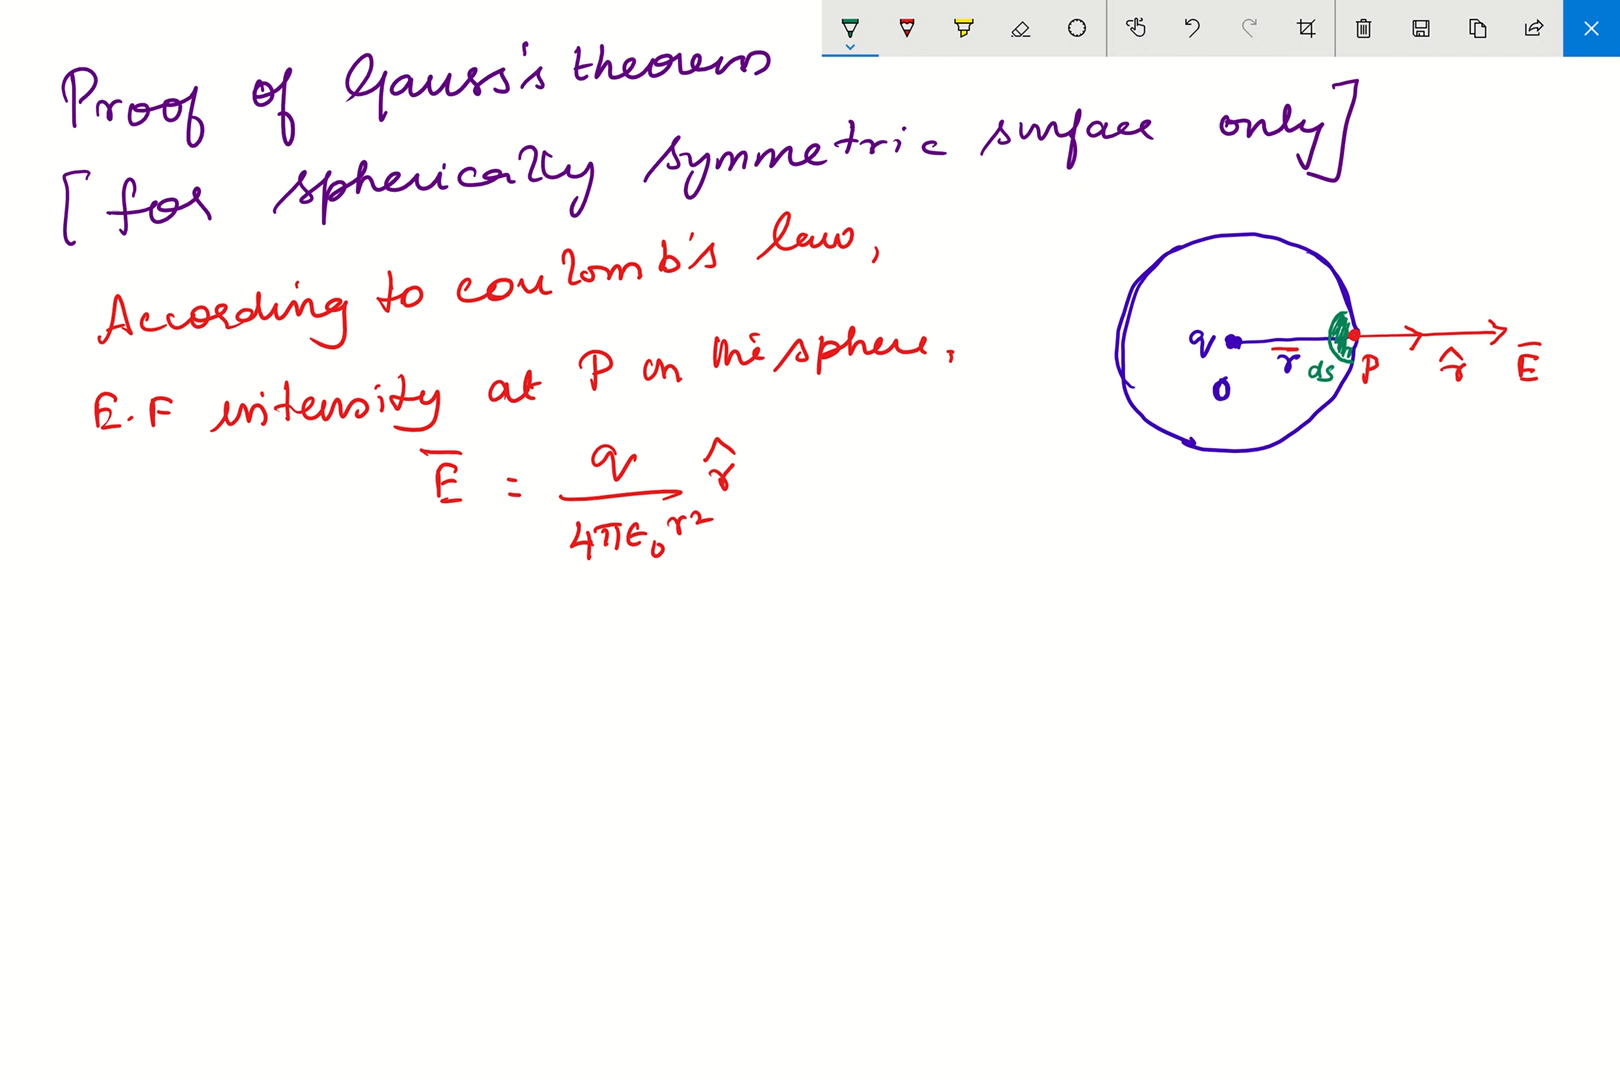 Proof of Gauss's theorem
[for spherically symmetric surface only]
According to coulomb's law,
E.F intensity at P on the sphere,
E̅ = q / 4πϵ₀r² r̂
q
O
r̅
ds
P
r̂
E̅